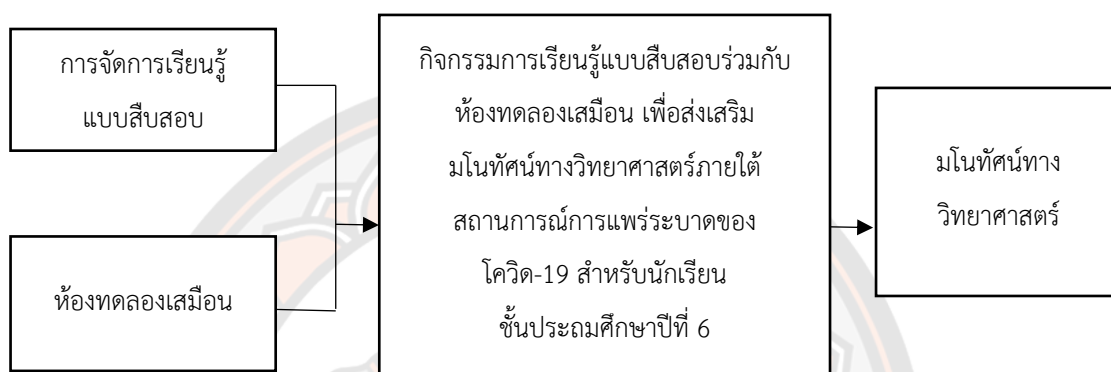 การจัดการเรียนรู้
แบบสืบสอบ
ห้องทดลองเสมือน
กิจกรรมการเรียนรู้แบบสืบสอบร่วมกับ
ห้องทดลองเสมือน เพื่อส่งเสริม
มโนทัศน์ทางวิทยาศาสตร์ภายใต้
สถานการณ์การแพร่ระบาดของ
โควิด-19 สำหรับนักเรียน
ชั้นประถมศึกษาปีที่ 6
มโนทัศน์ทาง
วิทยาศาสตร์